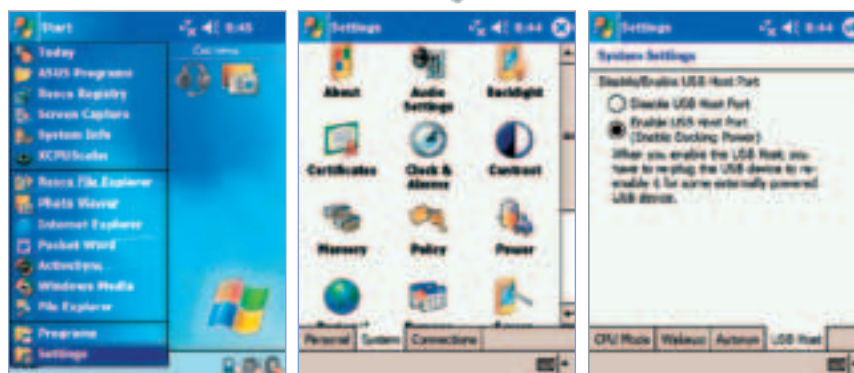 Start 8:45
Today
ASUS Programs
Resco Registry
Screen Capture
System Info
XCPUScalar
Resco File Explorer
Photo Viewer
Internet Explorer
Pocket Word
ActiveSync
Windows Media
File Explorer
Programs
Settings
Settings 8:44
About
Audio Settings
Backlight
Certificates
Clock & Alarms
Contrast
Memory
Policy
Power
Personal System Connections
Settings 8:44
System Settings
Disable/Enable USB Host Port
Disable USB Host Port
Enable USB Host Port
(Enable Docking Power)
When you enable the USB Host, you
have to replug the USB device to re-
enable it for some externally powered
USB device.
CPU Mode Wakeup Autorun USB Host